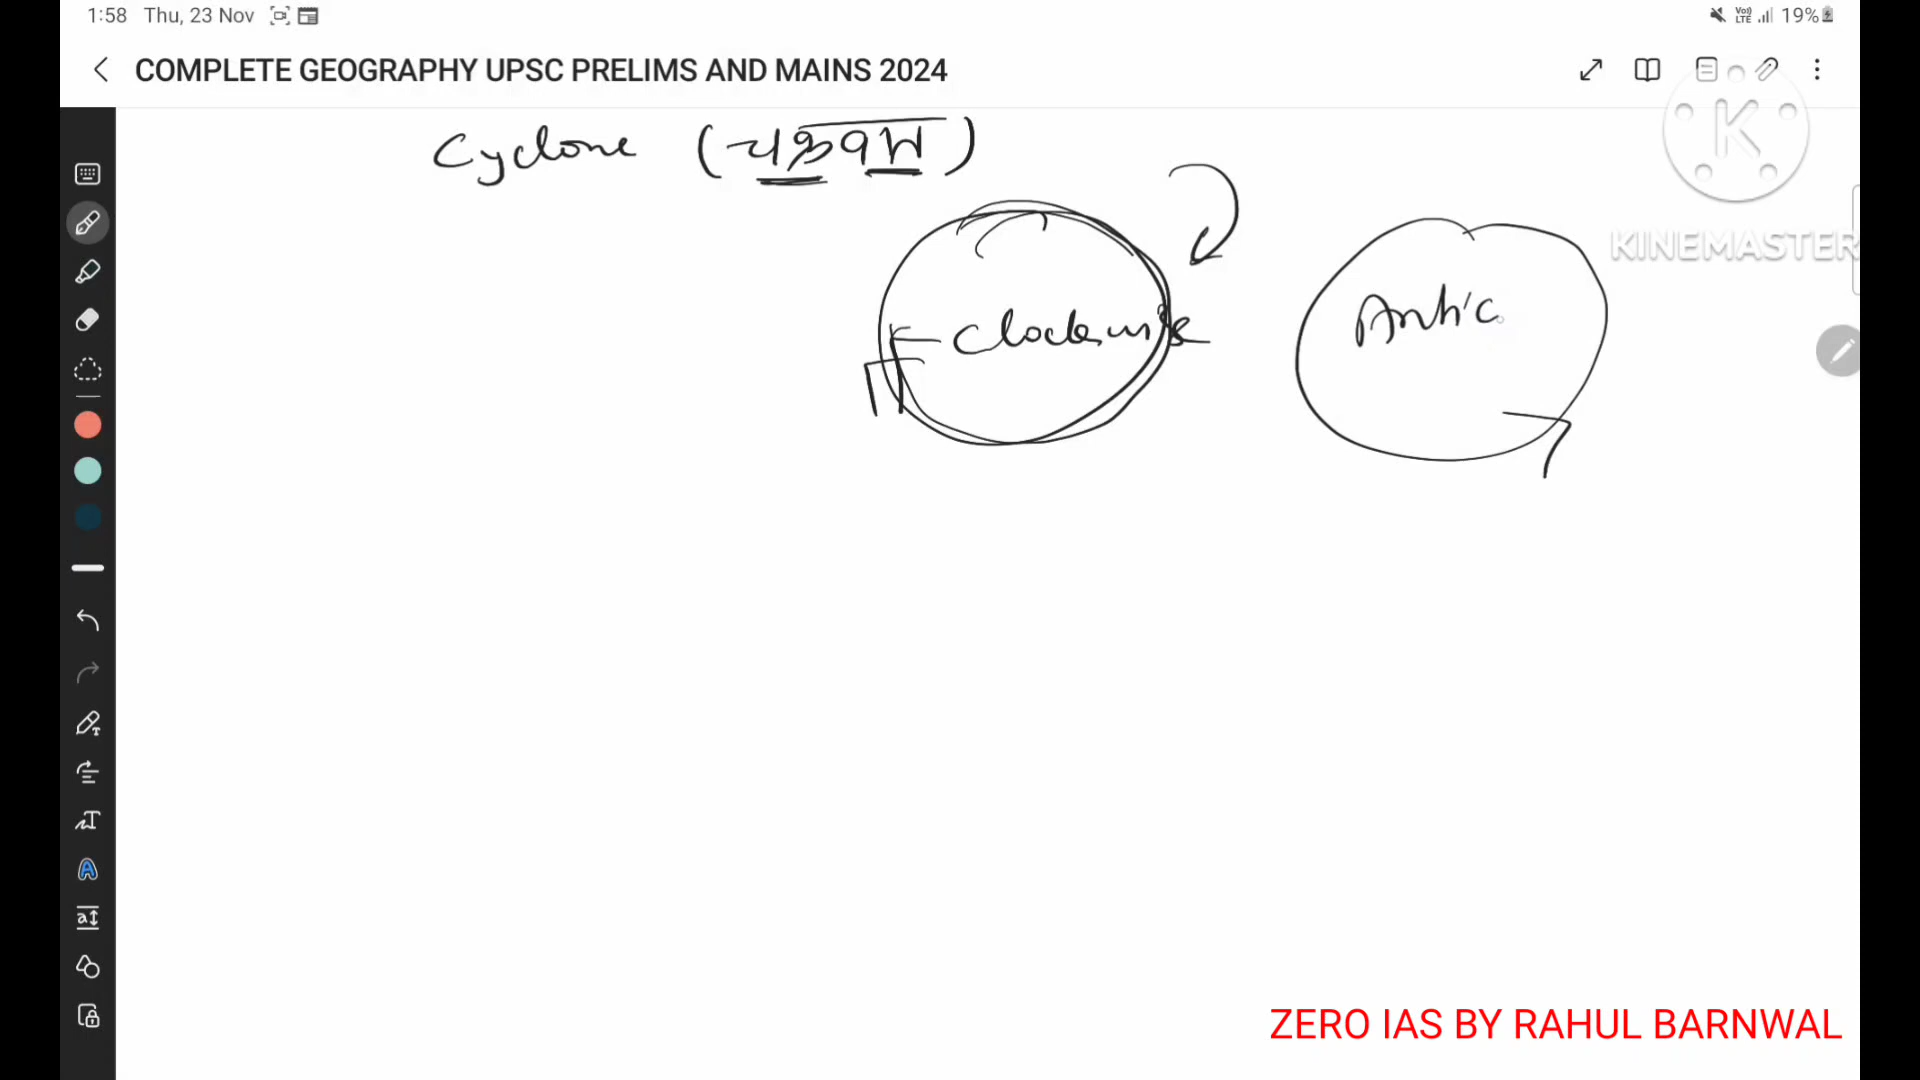 1:58 Thu, 23 Nov
19%
COMPLETE GEOGRAPHY UPSC PRELIMS AND MAINS 2024
K
KINEMASTER
Cyclone (चक्रवात)
Clockwise
Antic
ZERO IAS BY RAHUL BARNWAL